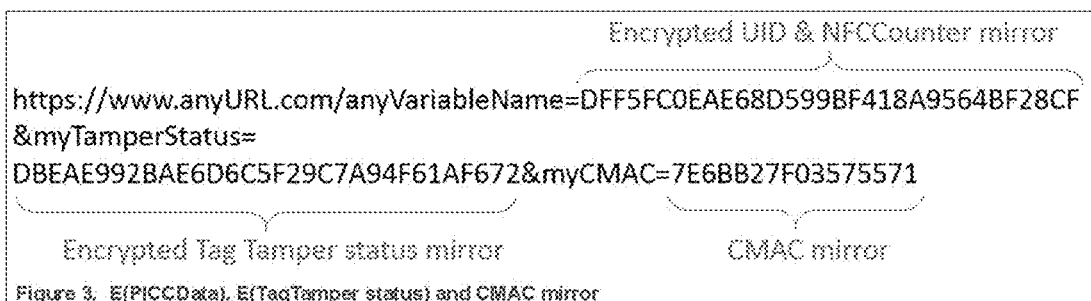 Encrypted UID & NFCCounter mirror
https://www.anyURL.com/anyVariableName=DFF5FC0EAE68D599BF418A9564BF28CF
&myTamperStatus=
DBEAE992BAE6D6C5F29C7A94F61AF672&myCMAC=7E6BB27F03575571
Encrypted Tag Tamper status mirror
CMAC mirror
Figure 3. E(PICCData), E(TagTamper status) and CMAC mirror